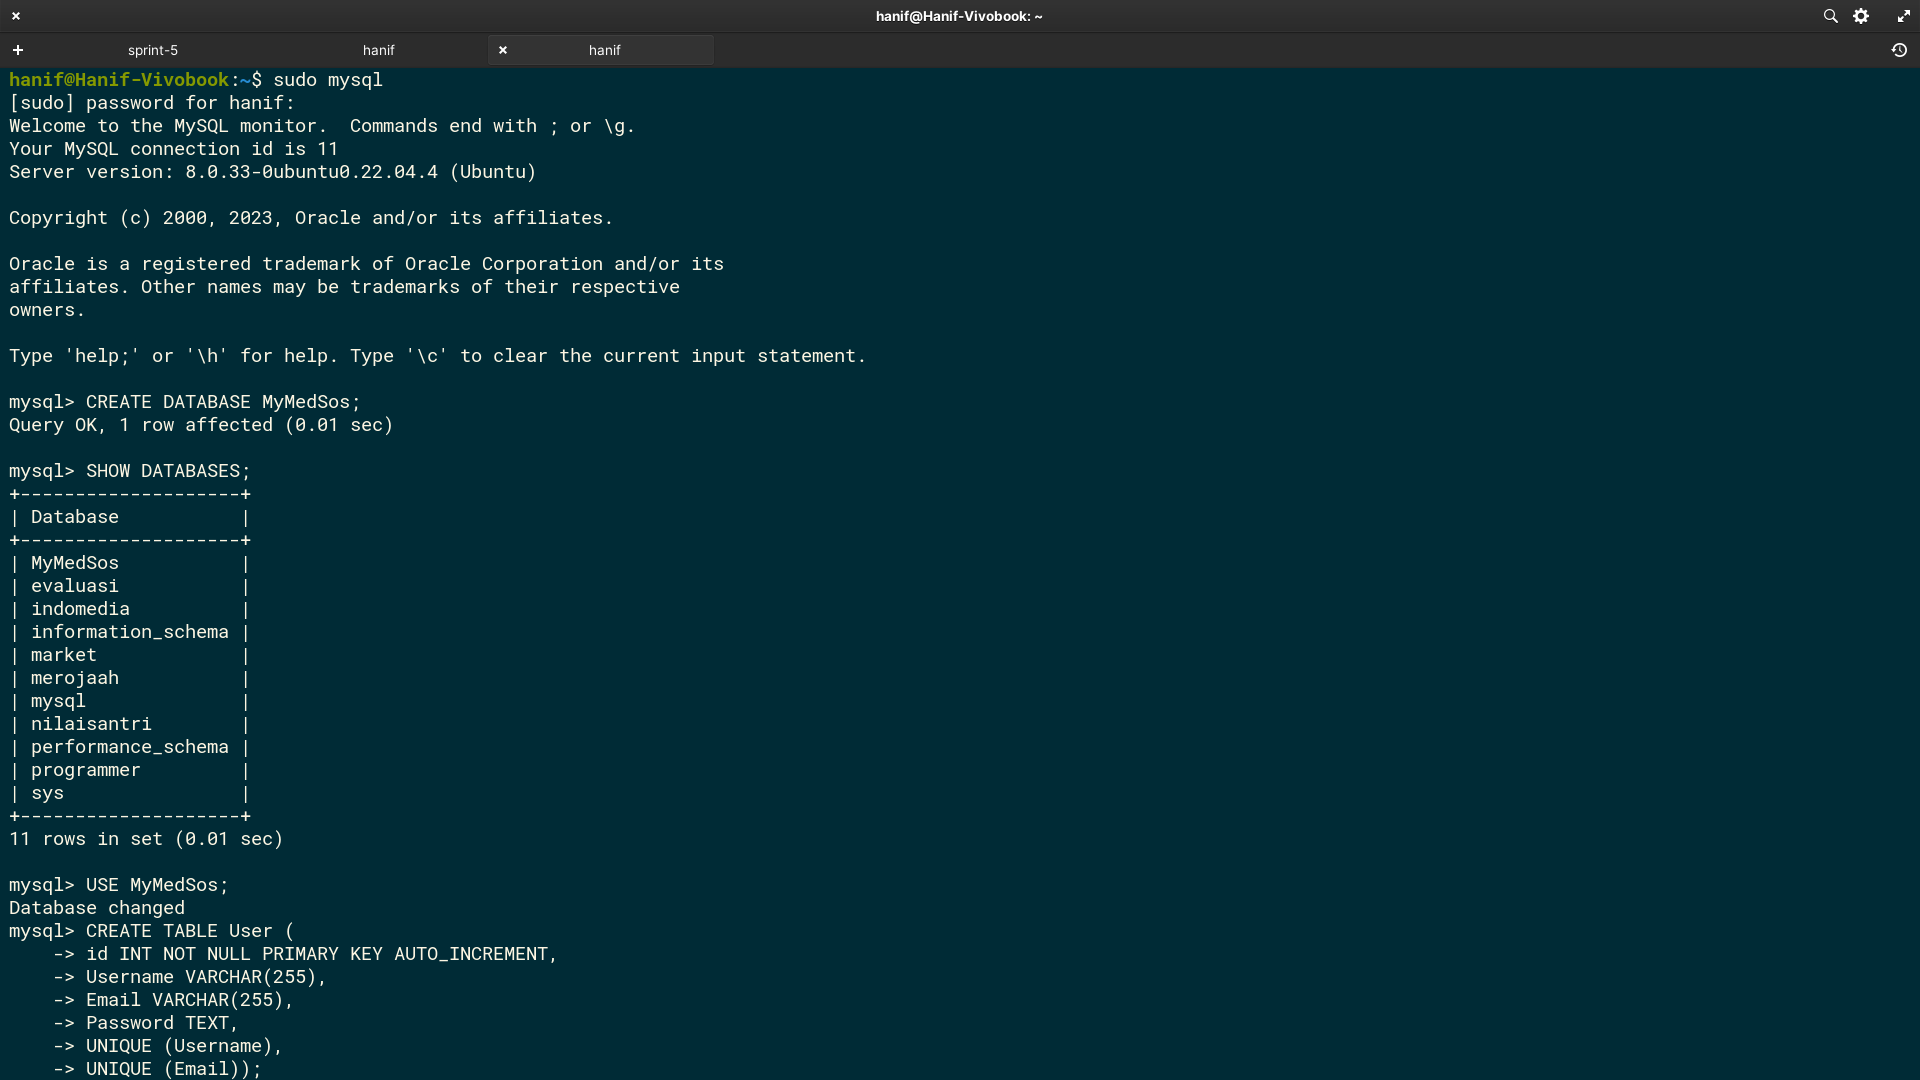 hanif@Hanif-Vivobook: ~
sprint-5
hanif
hanif
hanif@Hanif-Vivobook:~$ sudo mysql
[sudo] password for hanif:
Welcome to the MySQL monitor.  Commands end with ; or \g.
Your MySQL connection id is 11
Server version: 8.0.33-0ubuntu0.22.04.4 (Ubuntu)

Copyright (c) 2000, 2023, Oracle and/or its affiliates.

Oracle is a registered trademark of Oracle Corporation and/or its
affiliates. Other names may be trademarks of their respective
owners.

Type 'help;' or '\h' for help. Type '\c' to clear the current input statement.

mysql> CREATE DATABASE MyMedSos;
Query OK, 1 row affected (0.01 sec)

mysql> SHOW DATABASES;
+--------------------+
| Database           |
+--------------------+
| MyMedSos           |
| evaluasi           |
| indomedia          |
| information_schema |
| market             |
| merojaah           |
| mysql              |
| nilaisantri        |
| performance_schema |
| programmer         |
| sys                |
+--------------------+
11 rows in set (0.01 sec)

mysql> USE MyMedSos;
Database changed
mysql> CREATE TABLE User (
    -> id INT NOT NULL PRIMARY KEY AUTO_INCREMENT,
    -> Username VARCHAR(255),
    -> Email VARCHAR(255),
    -> Password TEXT,
    -> UNIQUE (Username),
    -> UNIQUE (Email));